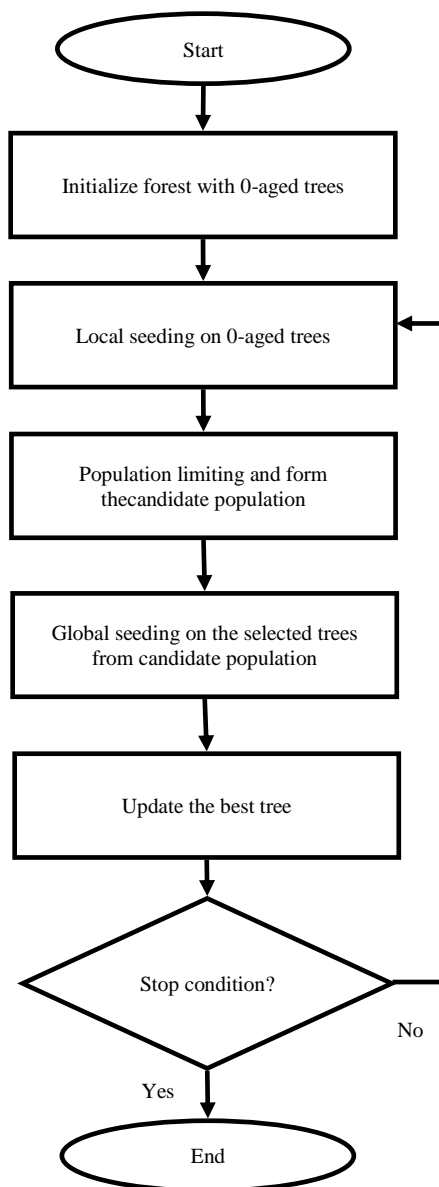 Start
Initialize forest with 0-aged trees
Local seeding on 0-aged trees
Population limiting and form
thecandidate population
Global seeding on the selected trees
from candidate population
Update the best tree
Stop condition?
No
Yes
End